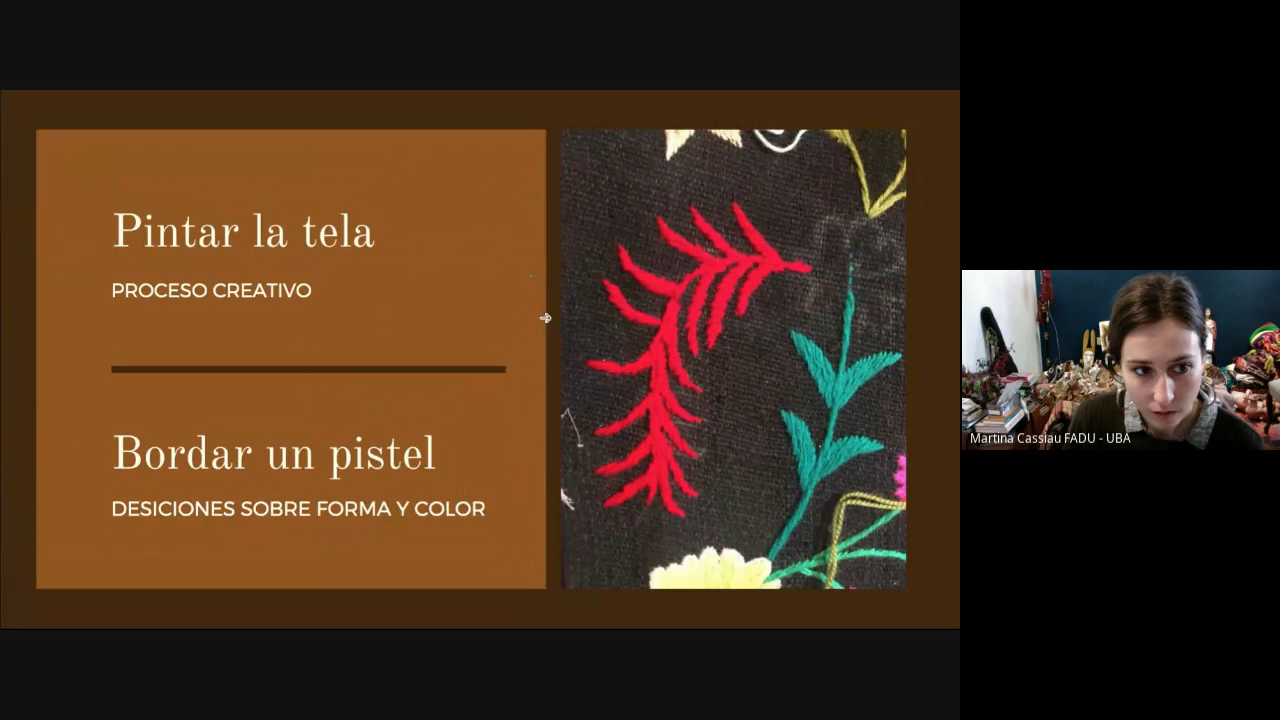 Pintar la tela
PROCESO CREATIVO
Bordar un pistel
DESICIONES SOBRE FORMA Y COLOR
Martina Cassiau FADU - UBA